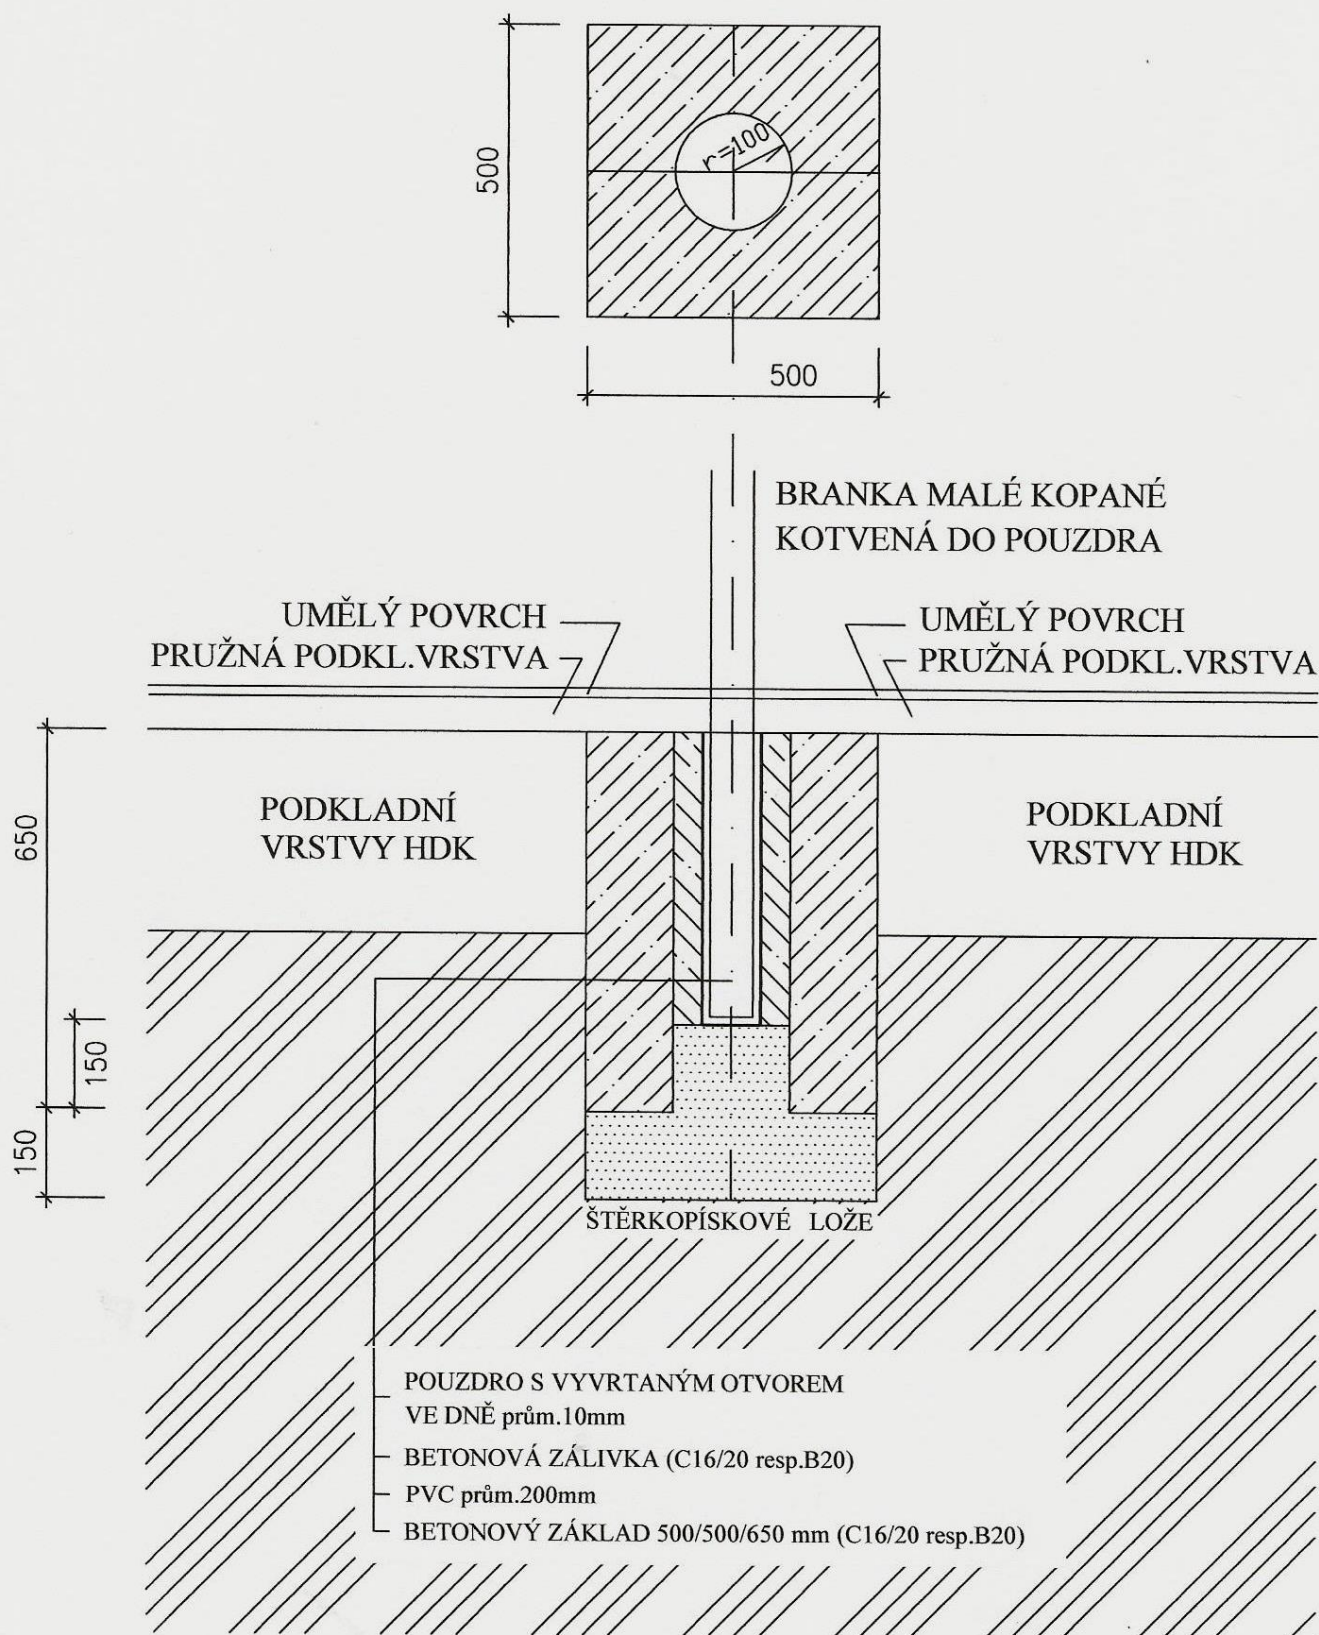 500
r=100
500
BRANKA MALÉ KOPANÉ
KOTVENÁ DO POUZDRA
UMĚLÝ POVRCH
PRUŽNÁ PODKL.VRSTVA
UMĚLÝ POVRCH
PRUŽNÁ PODKL.VRSTVA
650
150
150
PODKLADNÍ
VRSTVY HDK
PODKLADNÍ
VRSTVY HDK
ŠTĚRKOPÍSKOVÉ LOŽE
POUZDRO S VYVRTANÝM OTVOREM
VE DNĚ prům.10mm
BETONOVÁ ZÁLIVKA (C16/20 resp.B20)
PVC prům.200mm
BETONOVÝ ZÁKLAD 500/500/650 mm (C16/20 resp.B20)